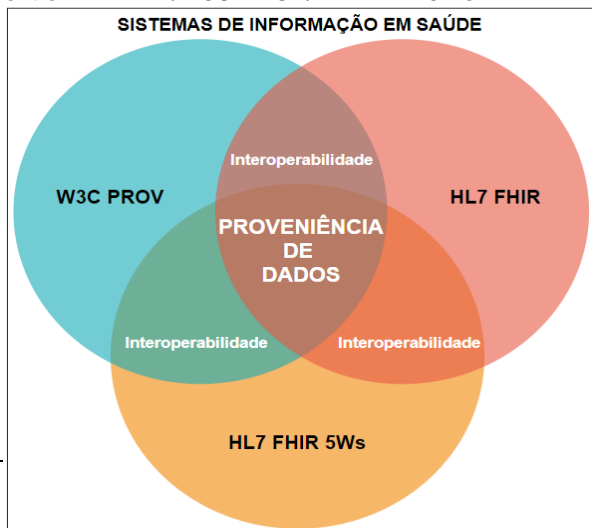 SISTEMAS DE INFORMAÇÃO EM SAÚDE
Interoperabilidade
W3C PROV
HL7 FHIR
PROVENIÊNCIA
DE
DADOS
Interoperabilidade
Interoperabilidade
HL7 FHIR 5Ws